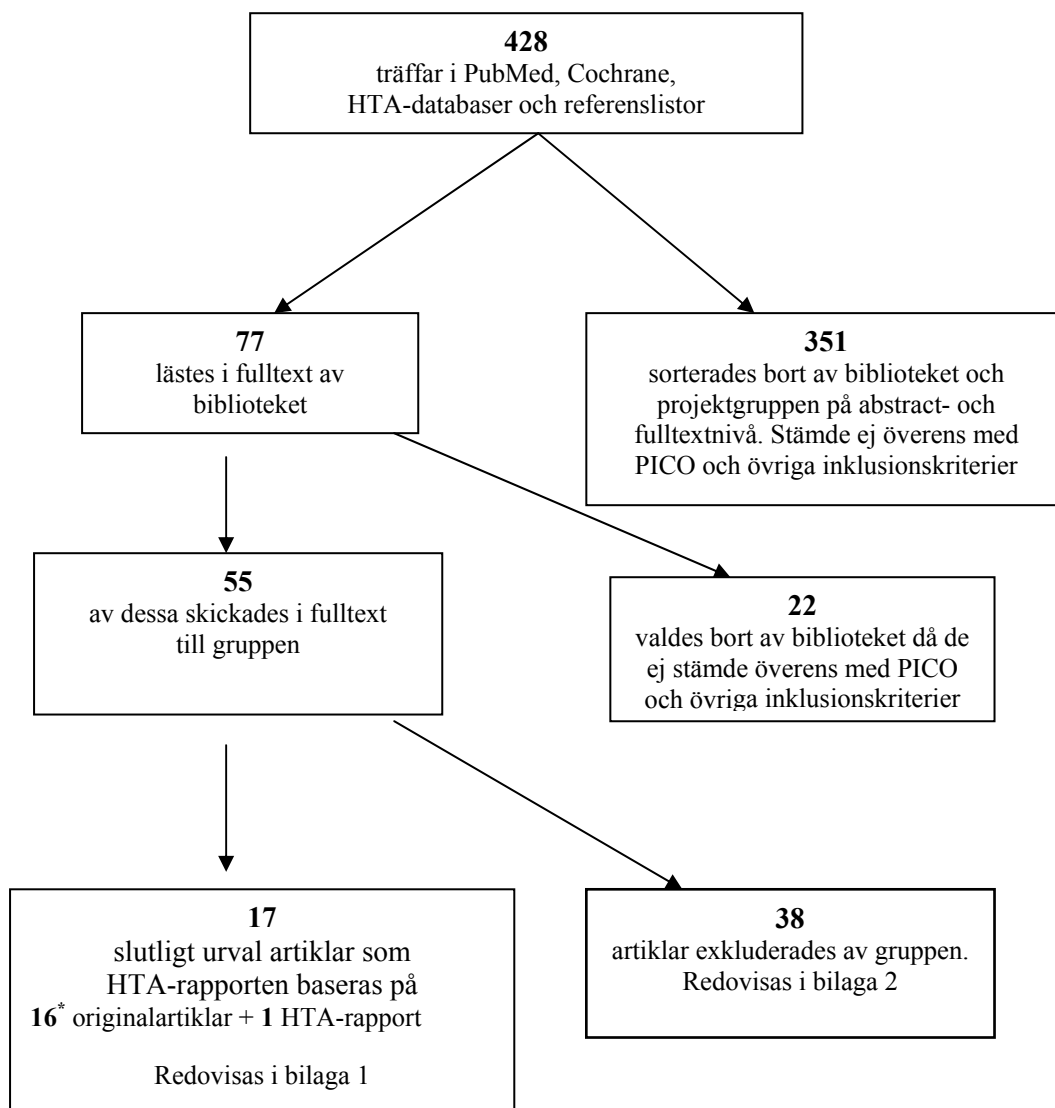 428
träffar i PubMed, Cochrane,
HTA-databaser och referenslistor
77
lästes i fulltext av
biblioteket
351
sorterades bort av biblioteket och
projektgruppen på abstract- och
fulltextnivå. Stämde ej överens med
PICO och övriga inklusionskriterier
55
av dessa skickades i fulltext
till gruppen
22
valdes bort av biblioteket då de
ej stämde överens med PICO
och övriga inklusionskriterier
17
slutligt urval artiklar som
HTA-rapporten baseras på
16* originalartiklar + 1 HTA-rapport
Redovisas i bilaga 1
38
artiklar exkluderades av gruppen.
Redovisas i bilaga 2